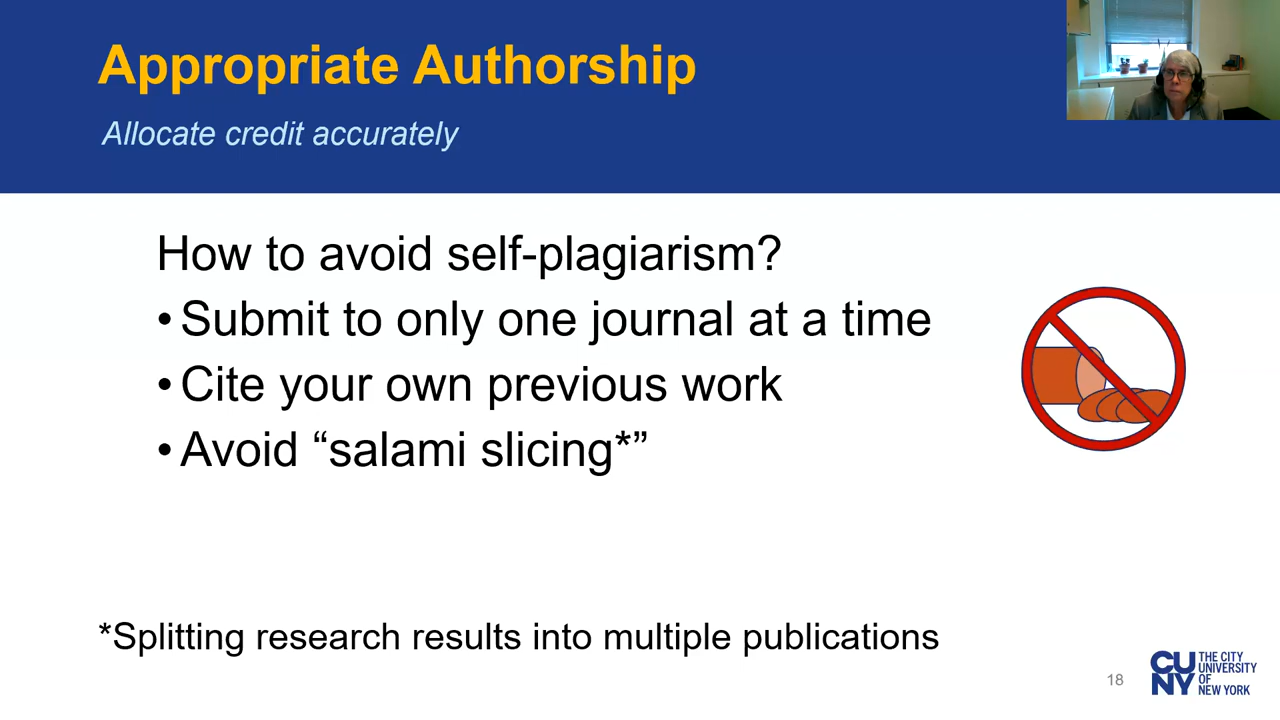 Appropriate Authorship
Allocate credit accurately
How to avoid self-plagiarism?
•Submit to only one journal at a time
•Cite your own previous work
•Avoid “salami slicing*”
*Splitting research results into multiple publications
18
CU
NY
THE CITY
UNIVERSITY
OF
NEW YORK